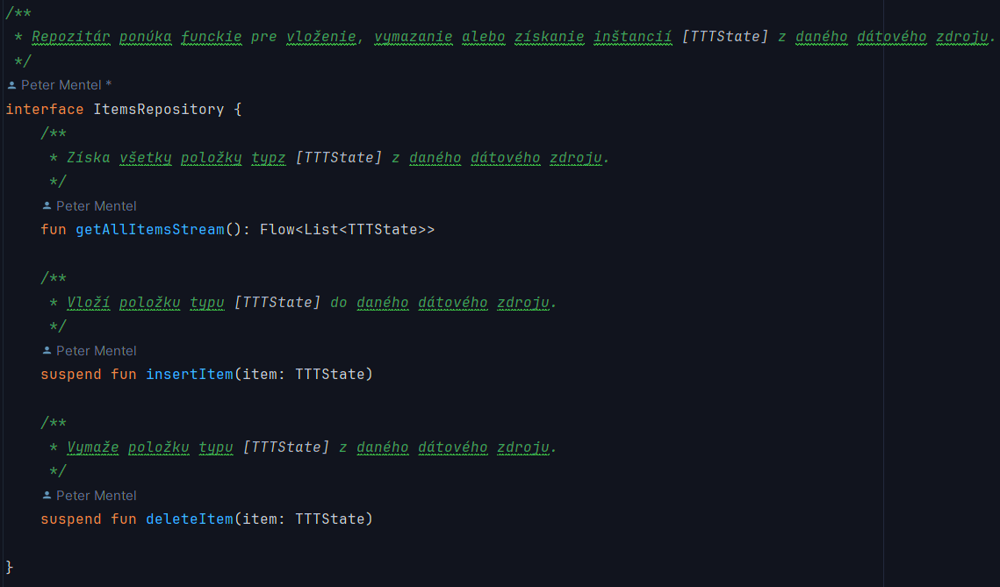 /**
 * Repozitár ponúka funckie pre vloženie, vymazanie alebo získanie inštancií [TTTState] z daného dátového zdroju.
 */
Peter Mentel *
interface ItemsRepository {
    /**
     * Získa všetky položky typz [TTTState] z daného dátového zdroju.
     */
    Peter Mentel
    fun getAllItemsStream(): Flow<List<TTTState>>
    /**
     * Vloží položku typu [TTTState] do daného dátového zdroju.
     */
    Peter Mentel
    suspend fun insertItem(item: TTTState)
    /**
     * Vymaže položku typu [TTTState] z daného dátového zdroju.
     */
    Peter Mentel
    suspend fun deleteItem(item: TTTState)
}